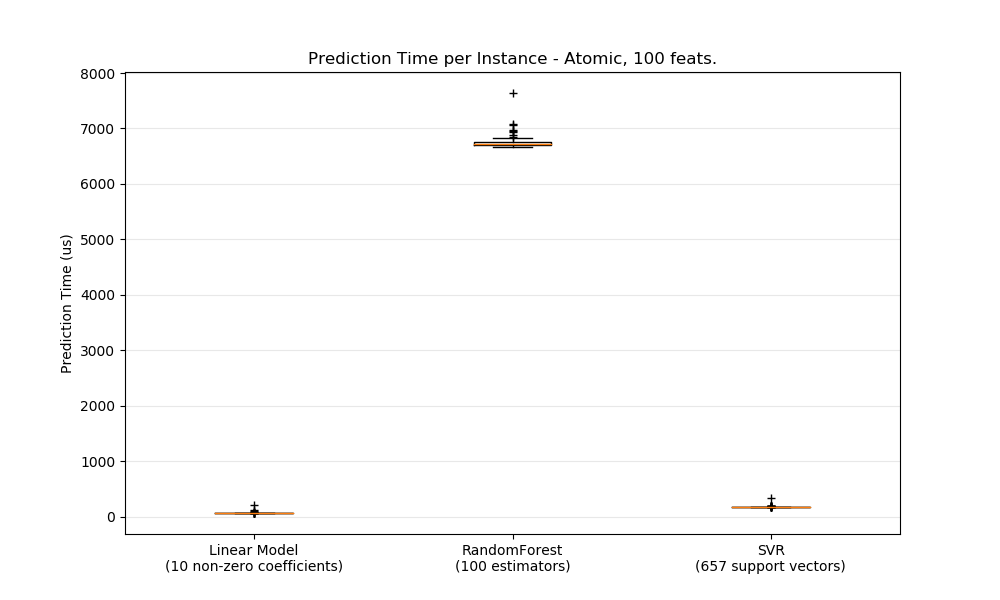 Prediction Time per Instance - Atomic, 100 feats.
8000
7000
6000
5000
4000
3000
2000
1000
0
Prediction Time (us)
Linear Model
(10 non-zero coefficients)
RandomForest
(100 estimators)
SVR
(657 support vectors)